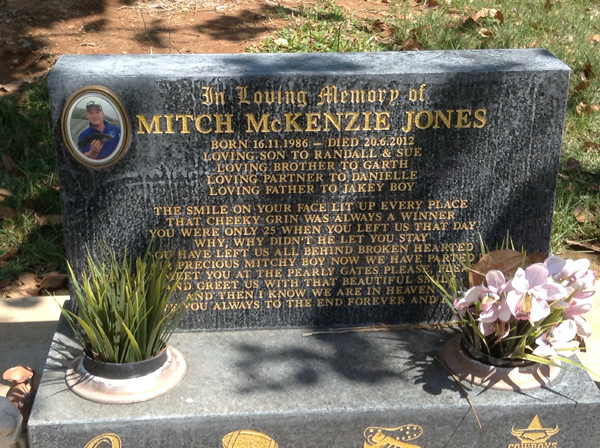 In Loving Memory of
MITCH McKENZIE JONES
BORN 16.11.1986 – DIED 20.6.2012
LOVING SON TO RANDALL & SUE
LOVING BROTHER TO GARTH
LOVING PARTNER TO DANIELLE
LOVING FATHER TO JAKEY BOY
THE SMILE ON YOUR FACE LIT UP EVERY PLACE
THAT CHEEKY GRIN WAS ALWAYS A WINNER
YOU WERE ONLY 25 WHEN YOU LEFT US THAT DAY
WHY, WHY DIDN'T HE LET YOU STAY
YOU HAVE LEFT US ALL BEHIND BROKEN HEARTED
PRECIOUS MITCHY BOY NOW WE HAVE PARTED
YOU AT THE PEARLY GATES PLEASE
GREET US WITH THAT BEAUTIFUL
AND THEN I KNOW WE ARE IN HEAVEN
YOU ALWAYS TO THE END FOREVER AND
COWBOYS